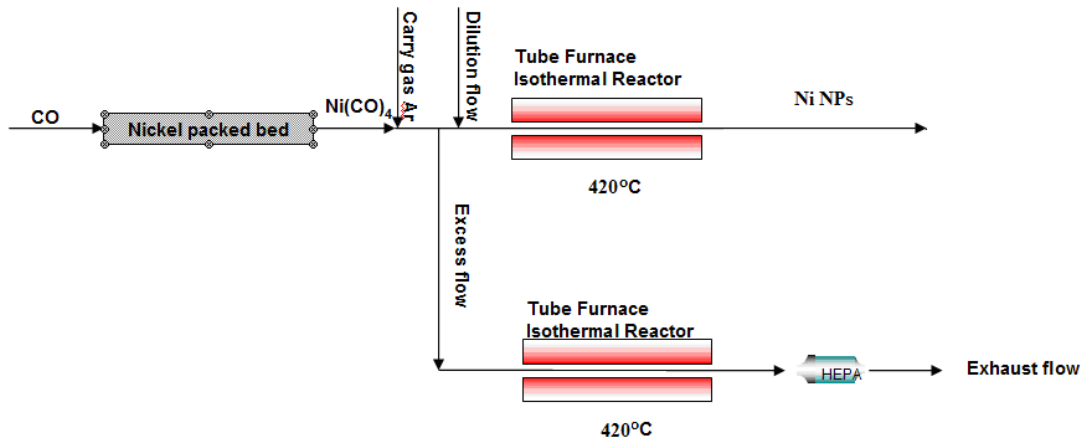 CO
Nickel packed bed
Ni(CO)4
Carry gas Ar
Dilution flow
Tube Furnace
Isothermal Reactor
420°C
Ni NPs
Excess flow
Tube Furnace
Isothermal Reactor
420°C
HEPA
Exhaust flow